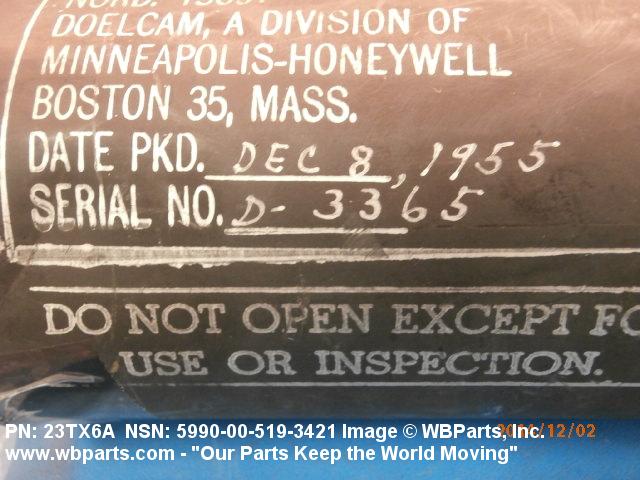 DOELCAM, A DIVISION OF
MINNEAPOLIS-HONEYWELL
BOSTON 35, MASS.
DATE PKD. DEC 8, 1955
SERIAL NO. D-3365
DO NOT OPEN EXCEPT
USE OR INSPECTION.
PN: 23TX6A NSN: 5990-00-519-3421 Image © WBParts, Inc.
www.wbparts.com - "Our Parts Keep the World Moving"